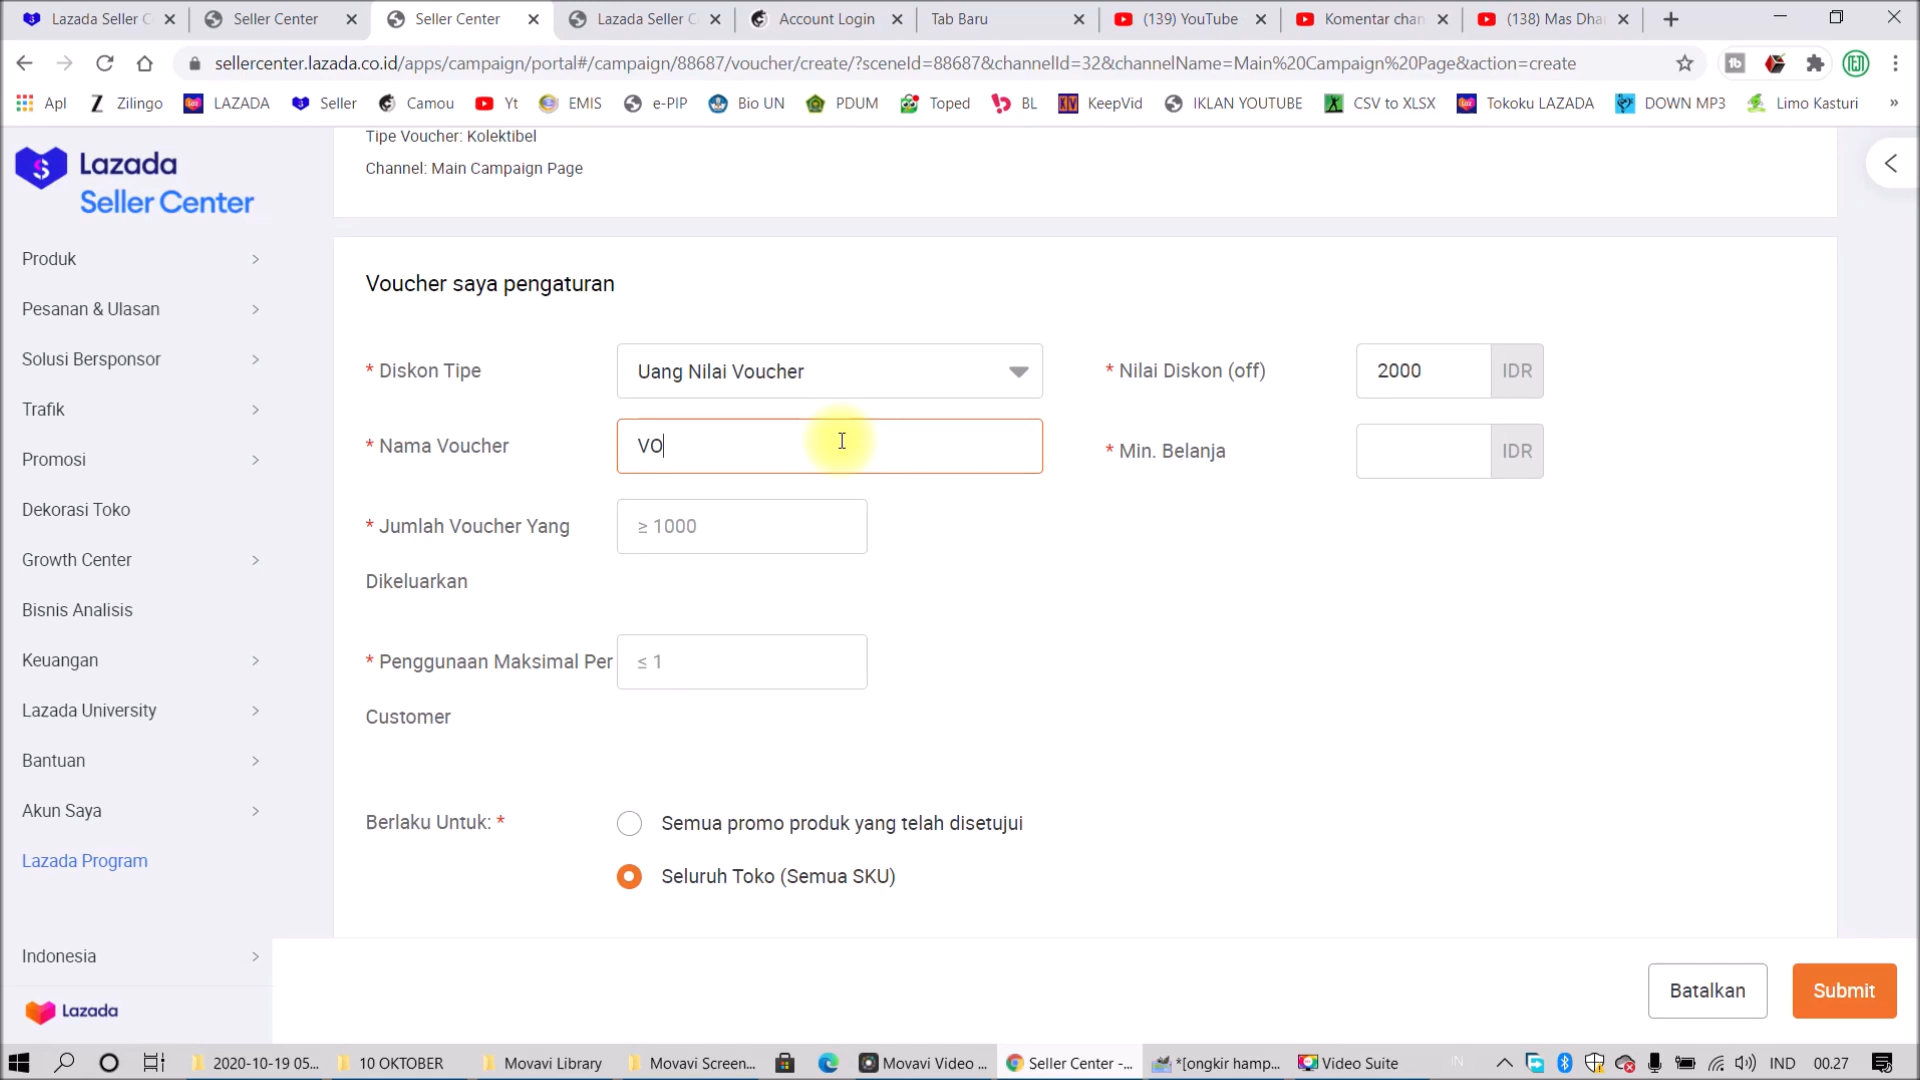 Lazada Seller C
Seller Center
Seller Center
Lazada Seller C
Account Login
Tab Baru
(139) YouTube
Komentar chan
(138) Mas Dha
sellercenter.lazada.co.id/apps/campaign/portal#/campaign/88687/voucher/create/?sceneId=88687&channelId=32&channelName=Main%20Campaign%20Page&action=create
Apl
Zilingo
LAZADA
Seller
Camou
Yt
EMIS
e-PIP
Bio UN
PDUM
Toped
BL
KeepVid
IKLAN YOUTUBE
CSV to XLSX
Tokoku LAZADA
DOWN MP3
Limo Kasturi
»
Lazada
Seller Center
Produk
Pesanan & Ulasan
Solusi Bersponsor
Trafik
Promosi
Dekorasi Toko
Growth Center
Bisnis Analisis
Keuangan
Lazada University
Bantuan
Akun Saya
Lazada Program
Indonesia
Lazada
Tipe Voucher: Kolektibel
Channel: Main Campaign Page
Voucher saya pengaturan
* Diskon Tipe
Uang Nilai Voucher
* Nilai Diskon (off)
2000
IDR
* Nama Voucher
VO
* Min. Belanja
IDR
* Jumlah Voucher Yang
≥ 1000
Dikeluarkan
* Penggunaan Maksimal Per
≤ 1
Customer
Berlaku Untuk: *
Semua promo produk yang telah disetujui
Seluruh Toko (Semua SKU)
Batalkan
Submit
2020-10-19 05...
10 OKTOBER
Movavi Library
Movavi Screen...
Movavi Video ...
Seller Center -...
*[ongkir hamp...
Video Suite
IN
IND
00.27